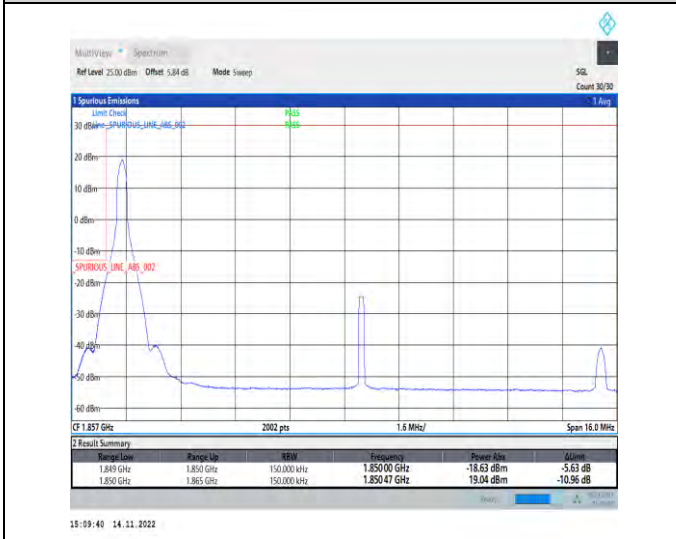 MultiView Spectrum
Ref Level 25.00 dBm Offset 5.84 dB Mode Sweep SGL
Count 30/30
1 Spurious Emissions 1 Avg
Limit Check PASS
30 dBm Line _SPURIOUS_LINE_ABS_002 PASS
20 dBm
10 dBm
0 dBm
-10 dBm
_SPURIOUS_LINE_ABS_002
-20 dBm
-30 dBm
-40 dBm
-50 dBm
-60 dBm
CF 1.857 GHz 2002 pts 1.6 MHz/ Span 16.0 MHz
2 Result Summary
Range Low Range Up RBW Frequency Power Abs ΔLimit
1.849 GHz 1.850 GHz 150.000 kHz 1.85000 GHz -18.63 dBm -5.63 dB
1.850 GHz 1.865 GHz 150.000 kHz 1.85047 GHz 19.04 dBm -10.96 dB
15:09:40 14.11.2022